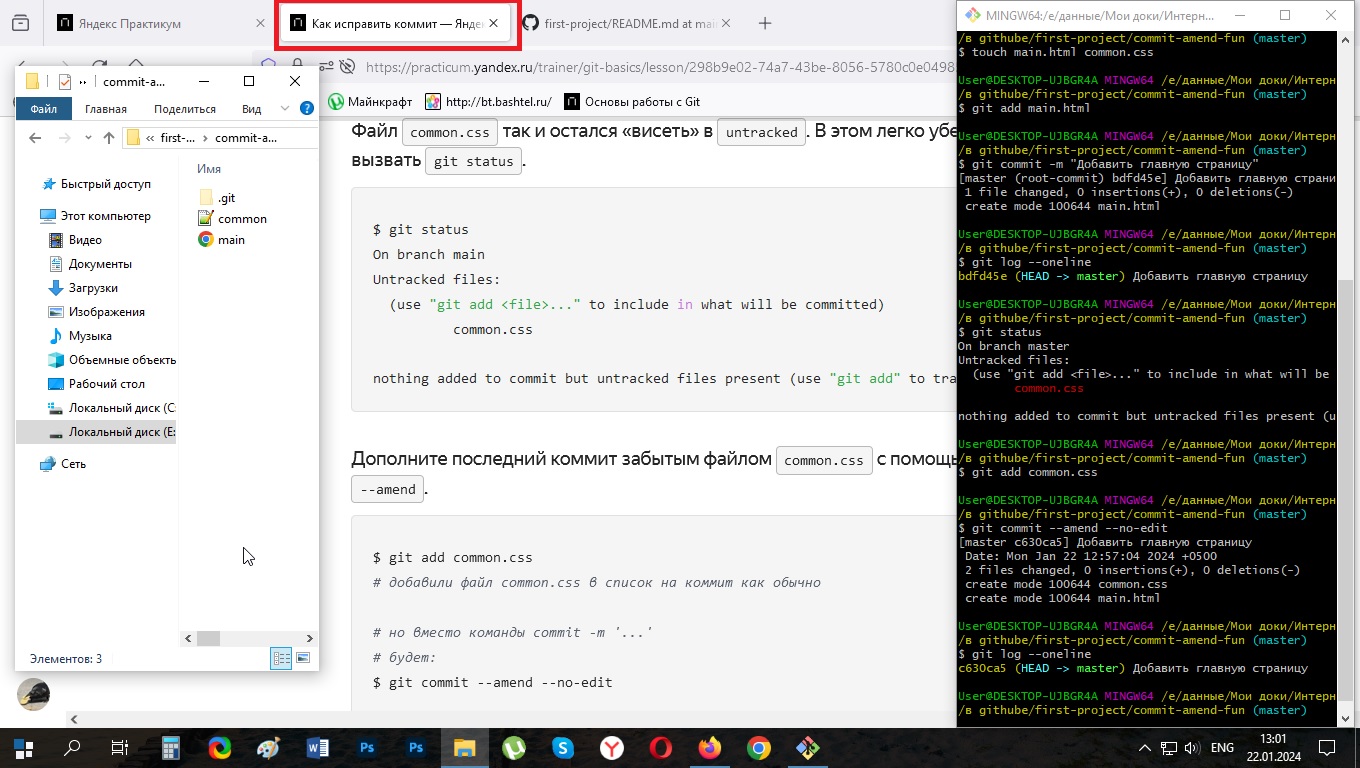 Яндекс Практикум
Как исправить коммит — Яндекс
first-project/README.md at main
https://practicum.yandex.ru/trainer/git-basics/lesson/298b9e02-74a7-43be-8056-5780c0e0498
Майнкрафт
http://bt.bashtel.ru/
Основы работы с Git
commit-a...
Файл
Главная
Поделиться
Вид
« first-... › commit-a...
Имя
Быстрый доступ
Этот компьютер
Видео
Документы
Загрузки
Изображения
Музыка
Объемные объекты
Рабочий стол
Локальный диск (C:
Локальный диск (E:
Сеть
.git
common
main
Элементов: 3
Файл common.css так и остался «висеть» в untracked. В этом легко убе
вызвать git status.
$ git status
On branch main
Untracked files:
(use "git add <file>..." to include in what will be committed)
common.css
nothing added to commit but untracked files present (use "git add" to tra
Дополните последний коммит забытым файлом common.css с помощь
--amend.
$ git add common.css
# добавили файл common.css в список на коммит как обычно
# но вместо команды commit -m '...'
# будет:
$ git commit --amend --no-edit
MINGW64:/e/данные/Мои доки/Интерн...
/в githube/first-project/commit-amend-fun (master)
$ touch main.html common.css
User@DESKTOP-UJBGR4A MINGW64 /e/данные/Мои доки/Интерн
/в githube/first-project/commit-amend-fun (master)
$ git add main.html
User@DESKTOP-UJBGR4A MINGW64 /e/данные/Мои доки/Интерн
/в githube/first-project/commit-amend-fun (master)
$ git commit -m "Добавить главную страницу"
[master (root-commit) bdfd45e] Добавить главную страни
1 file changed, 0 insertions(+), 0 deletions(-)
create mode 100644 main.html
User@DESKTOP-UJBGR4A MINGW64 /e/данные/Мои доки/Интерн
/в githube/first-project/commit-amend-fun (master)
$ git log --oneline
bdfd45e (HEAD -> master) Добавить главную страницу
User@DESKTOP-UJBGR4A MINGW64 /e/данные/Мои доки/Интерн
/в githube/first-project/commit-amend-fun (master)
$ git status
On branch master
Untracked files:
(use "git add <file>..." to include in what will be
common.css
nothing added to commit but untracked files present (u
User@DESKTOP-UJBGR4A MINGW64 /e/данные/Мои доки/Интерн
/в githube/first-project/commit-amend-fun (master)
$ git add common.css
User@DESKTOP-UJBGR4A MINGW64 /e/данные/Мои доки/Интерн
/в githube/first-project/commit-amend-fun (master)
$ git commit --amend --no-edit
[master c630ca5] Добавить главную страницу
Date: Mon Jan 22 12:57:04 2024 +0500
2 files changed, 0 insertions(+), 0 deletions(-)
create mode 100644 common.css
create mode 100644 main.html
User@DESKTOP-UJBGR4A MINGW64 /e/данные/Мои доки/Интерн
/в githube/first-project/commit-amend-fun (master)
$ git log --oneline
c630ca5 (HEAD -> master) Добавить главную страницу
User@DESKTOP-UJBGR4A MINGW64 /e/данные/Мои доки/Интерн
/в githube/first-project/commit-amend-fun (master)
Ps
Ps
ENG
13:01
22.01.2024